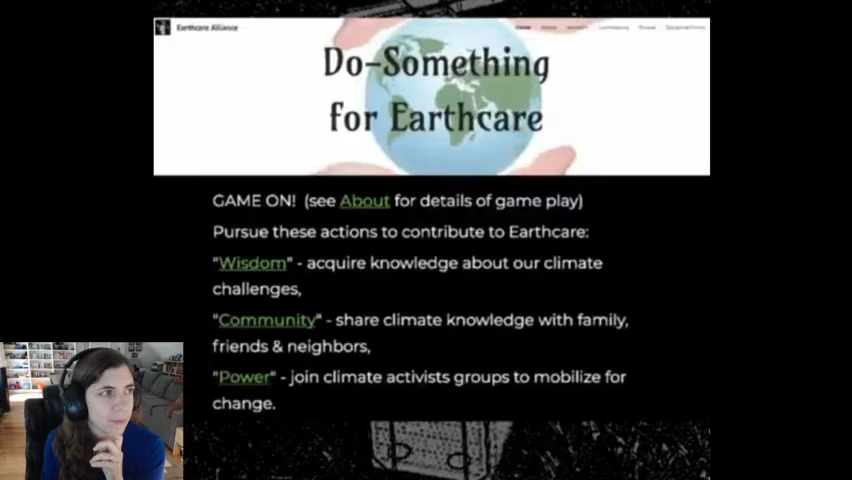 Earthcare Alliance
Do-Something
for Earthcare
GAME ON! (see About for details of game play)
Pursue these actions to contribute to Earthcare:
"Wisdom" - acquire knowledge about our climate
challenges,
"Community" - share climate knowledge with family,
friends & neighbors,
"Power" - join climate activists groups to mobilize for
change.